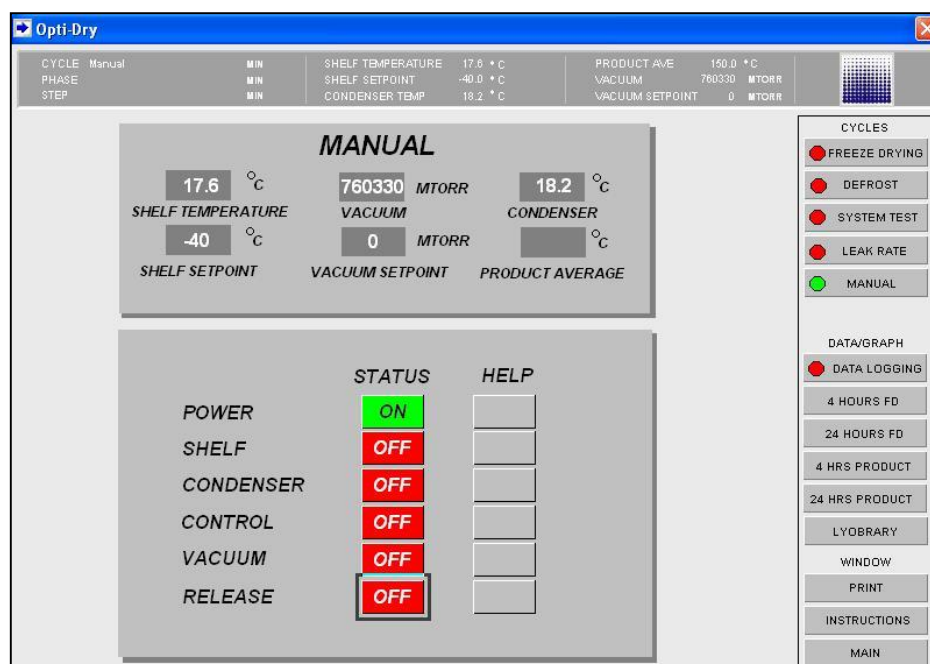 Opti-Dry
CYCLE Manual MIN SHELF TEMPERATURE 17.6 °C PRODUCT AVE 150.0 °C
PHASE MIN SHELF SETPOINT -40.0 °C VACUUM 760330 MTORR
STEP MIN CONDENSER TEMP 18.2 °C VACUUM SETPOINT 0 MTORR
MANUAL
17.6 °C 760330 MTORR 18.2 °C
SHELF TEMPERATURE VACUUM CONDENSER
-40 °C 0 MTORR °C
SHELF SETPOINT VACUUM SETPOINT PRODUCT AVERAGE
STATUS HELP
POWER ON
SHELF OFF
CONDENSER OFF
CONTROL OFF
VACUUM OFF
RELEASE OFF
CYCLES
FREEZE DRYING
DEFROST
SYSTEM TEST
LEAK RATE
MANUAL
DATA/GRAPH
DATA LOGGING
4 HOURS FD
24 HOURS FD
4 HRS PRODUCT
24 HRS PRODUCT
LYOBRARY
WINDOW
PRINT
INSTRUCTIONS
MAIN